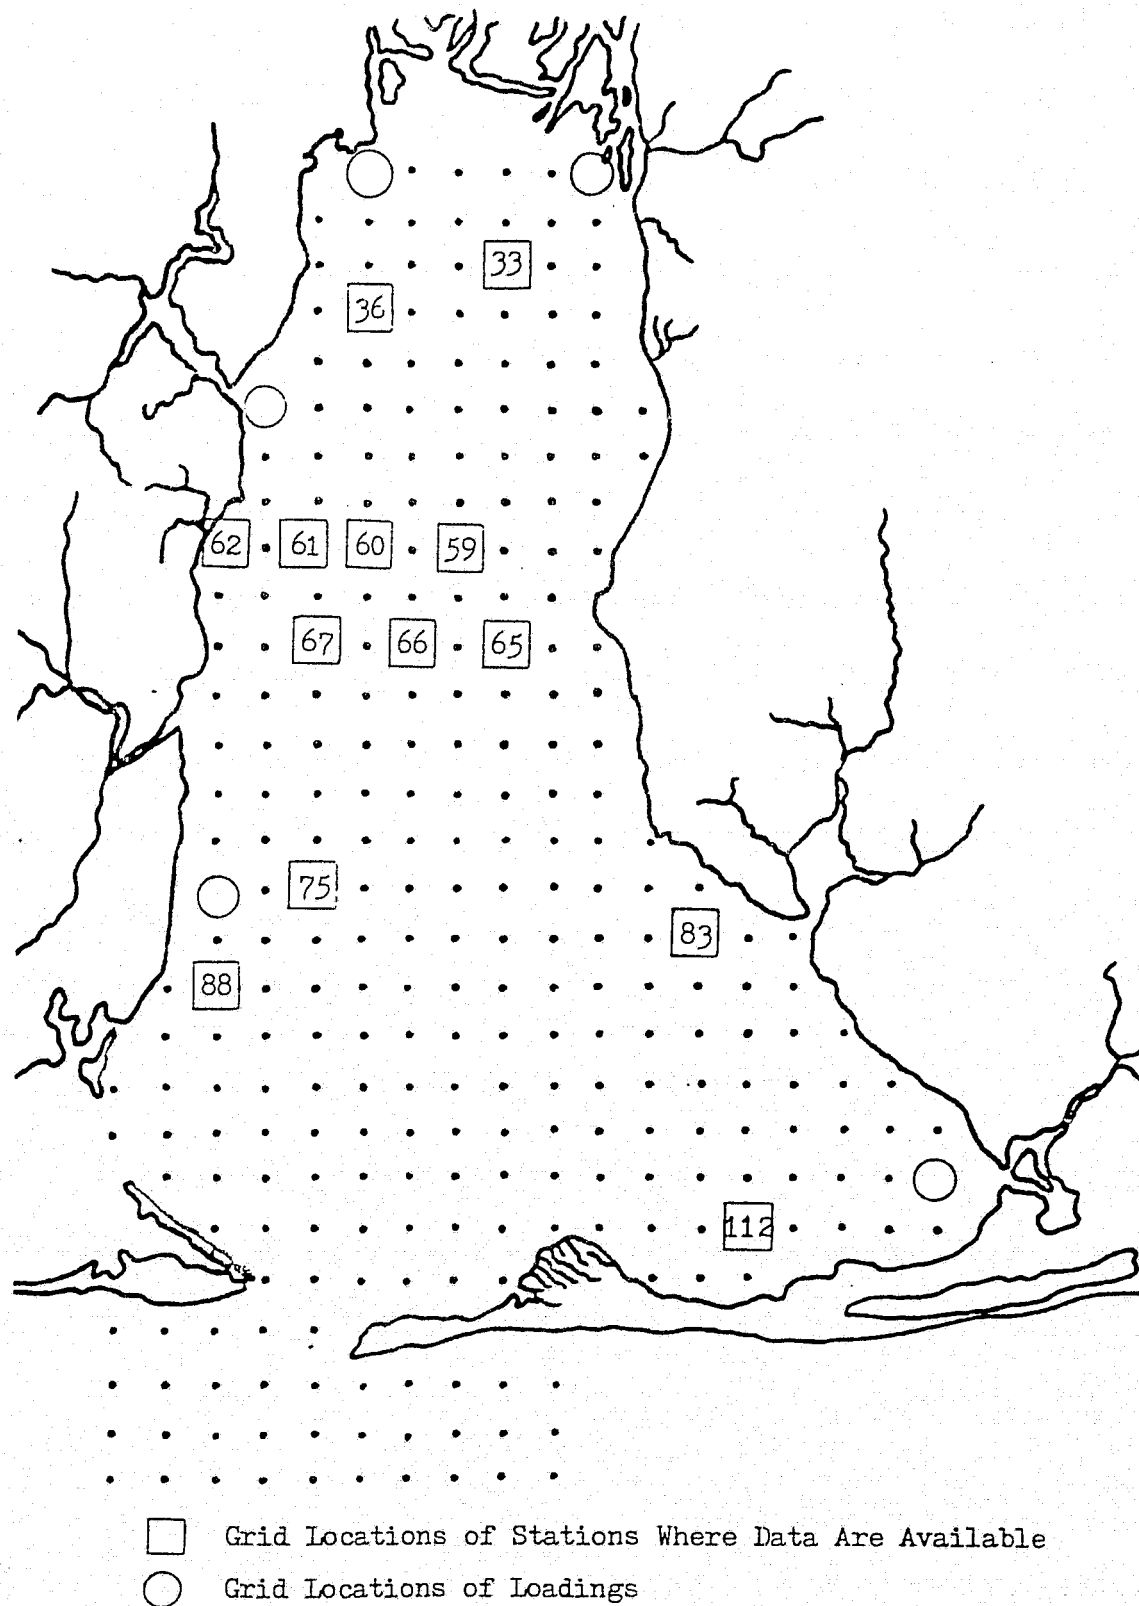 33
36
62 61 60 59
67 66 65
75
83
88
112
Grid Locations of Stations Where Data Are Available
Grid Locations of Loadings